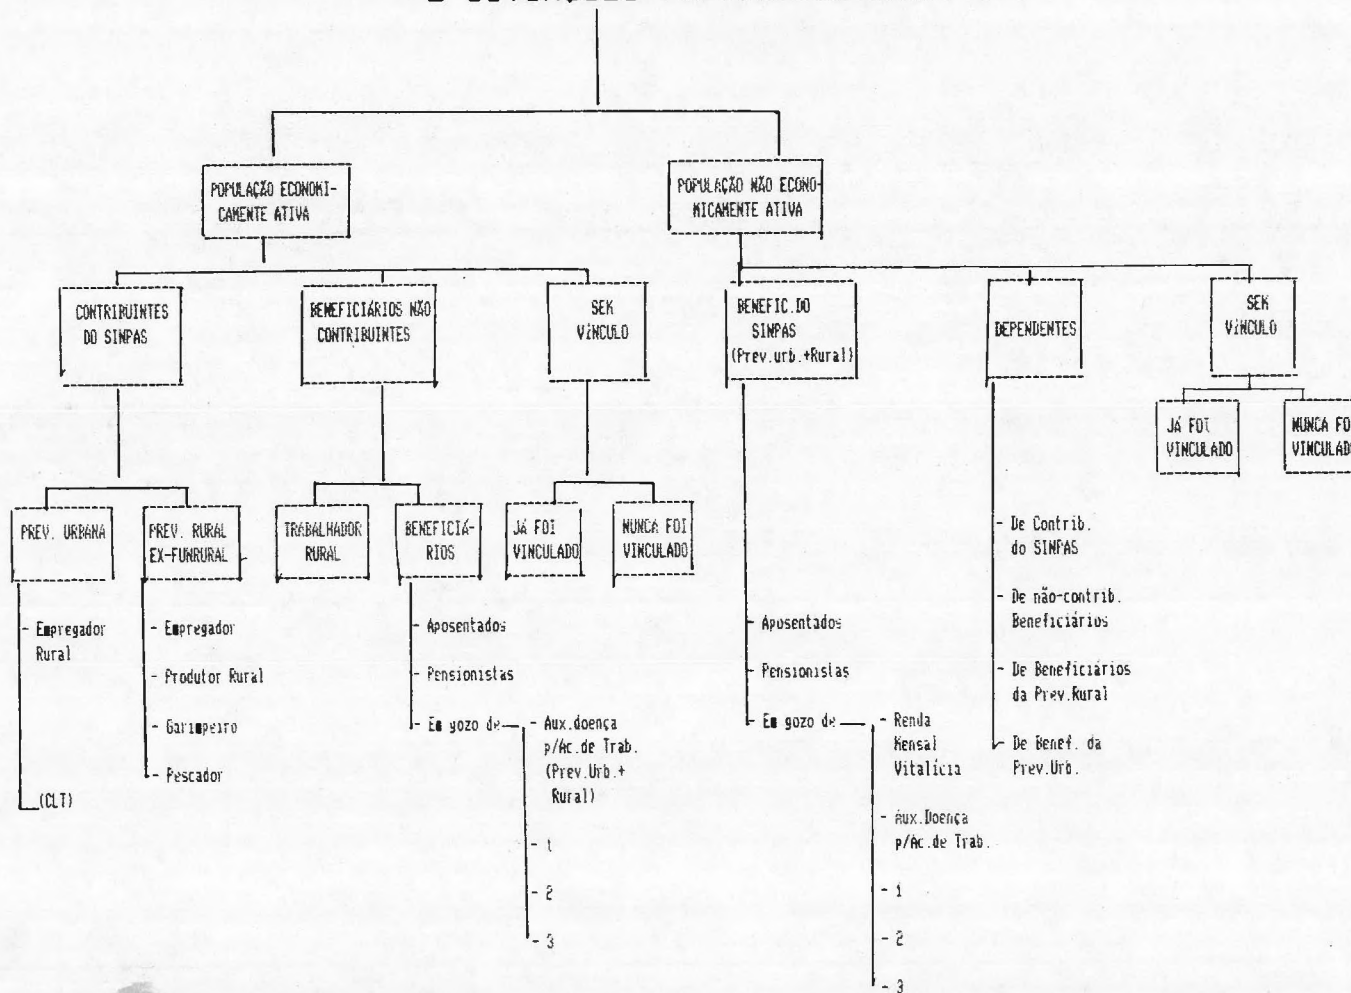 POPULAÇÃO ECONOMI-
CAMENTE ATIVA
POPULAÇÃO NÃO ECONO-
MICAMENTE ATIVA
CONTRIBUINTES
DO SINPAS
BENEFICIÁRIOS NÃO
CONTRIBUINTES
SEM
VÍNCULO
BENEFIC.DO
SINPAS
(Prev.urb.+Rural)
DEPENDENTES
SEM
VÍNCULO
JÁ FOI
VINCULADO
NUNCA FO
VINCULAD
PREV. URBANA
PREV. RURAL
EX-FUNRURAL
TRABALHADOR
RURAL
BENEFICIÁ-
RIOS
JÁ FOI
VINCULADO
NUNCA FOI
VINCULADO
- Empregador
Rural
(CLT)
- Empregador
- Produtor Rural
- Garimpeiro
- Pescador
- Aposentados
- Pensionistas
- Em gozo de
- Aux.doença
p/Ac.de Trab.
(Prev.Urb.+
Rural)
- 1
- 2
- 3
- Aposentados
- Pensionistas
- Em gozo de
- Renda
Mensal
Vitalícia
- Aux.Doença
p/Ac.de Trab.
- 1
- 2
- 3
- De Contrib.
do SINPAS
- De não-contrib.
Beneficiários
- De Beneficiários
da Prev.Rural
- De Benef. da
Prev.Urb.